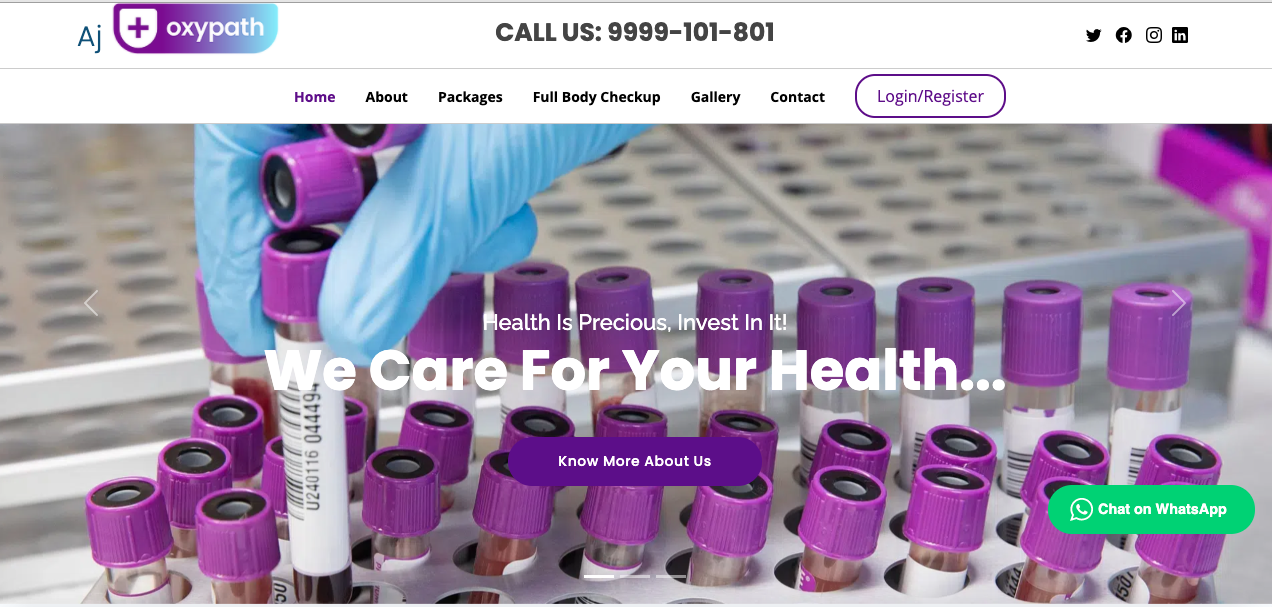 Aj oxypath
CALL US: 9999-101-801
Home About Packages Full Body Checkup Gallery Contact Login/Register
Health Is Precious, Invest In It!
We Care For Your Health...
Know More About Us
Chat on WhatsApp
U240116 044494